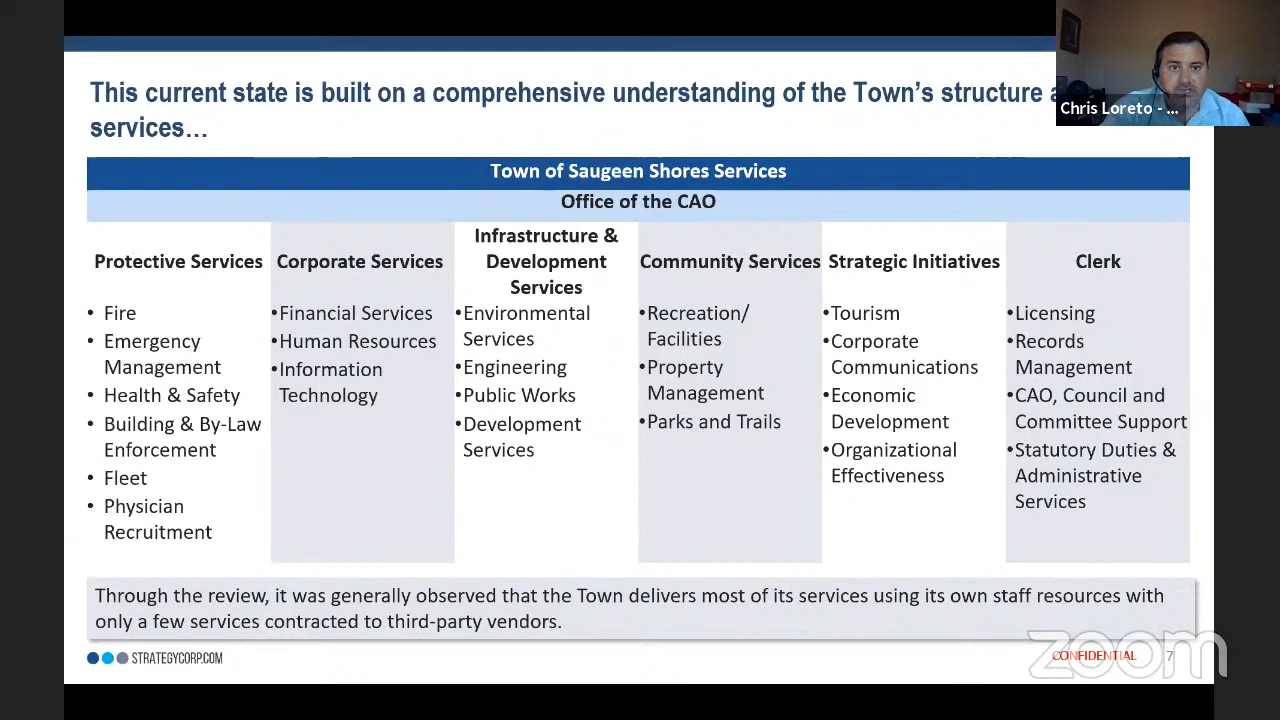 This current state is built on a comprehensive understanding of the Town's structure
services…
Chris Loreto - ...
Town of Saugeen Shores Services
Office of the CAO
Protective Services
• Fire
• Emergency
Management
• Health & Safety
• Building & By-Law
Enforcement
• Fleet
• Physician
Recruitment
Corporate Services
•Financial Services
•Human Resources
•Information
Technology
Infrastructure &
Development
Services
•Environmental
Services
•Engineering
•Public Works
•Development
Services
Community Services
•Recreation/
Facilities
•Property
Management
•Parks and Trails
Strategic Initiatives
•Tourism
•Corporate
Communications
•Economic
Development
•Organizational
Effectiveness
Clerk
•Licensing
•Records
Management
•CAO, Council and
Committee Support
•Statutory Duties &
Administrative
Services
Through the review, it was generally observed that the Town delivers most of its services using its own staff resources with
only a few services contracted to third-party vendors.
STRATEGYCORP.COM
CONFIDENTIAL
7
zoom